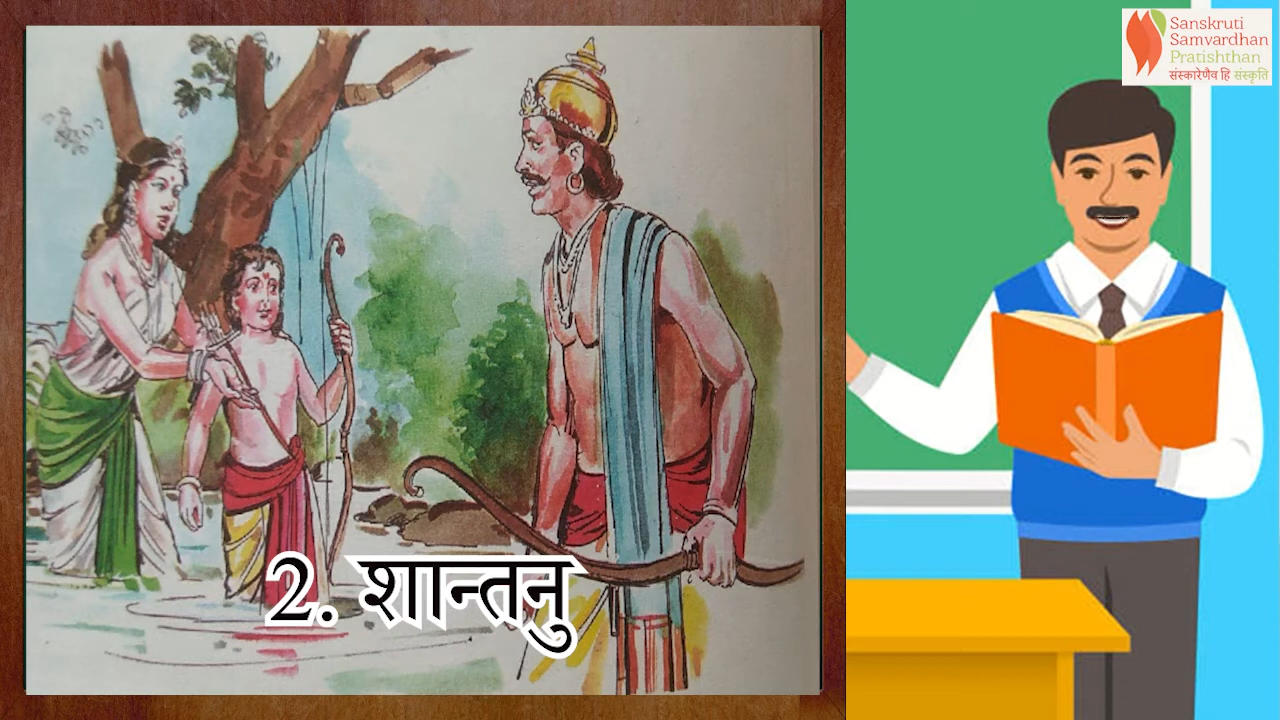 Sanskruti
Samvardhan
Pratishthan
संस्कारेणैव हि संस्कृति
2. शान्तनु